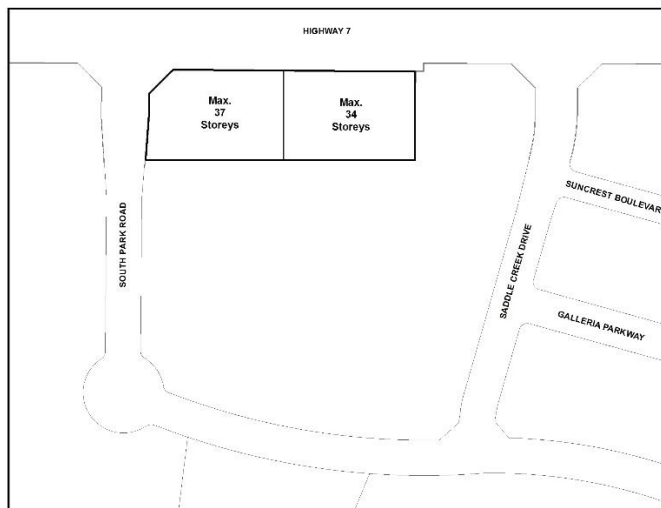 HIGHWAY 7
Max.
37
Storeys
Max.
34
Storeys
SUNCREST BOULEVAR
SOUTH PARK ROAD
SADDLE CREEK DRIVE
GALLERIA PARKWAY